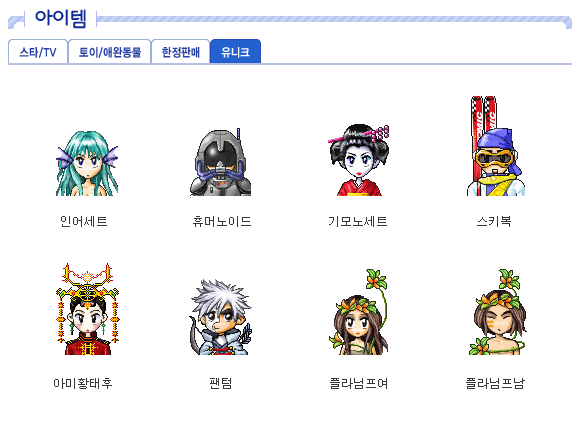 아이템
스타/TV 토이/애완동물 한정판매 유니크
인어세트 휴머노이드 기모노세트 스키복
아미황태후 팬텀 플라넘프여 플라넘프남